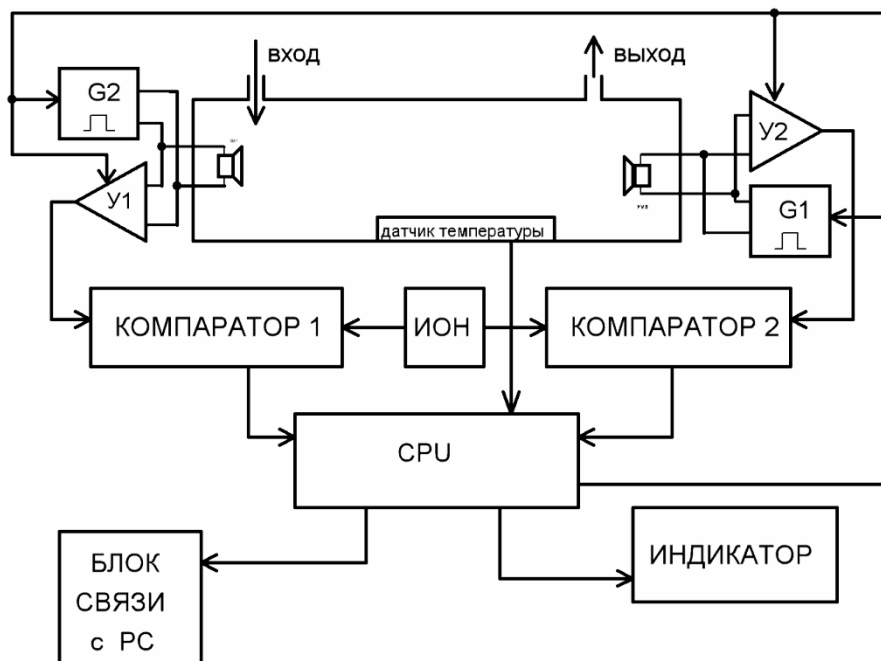 вход
выход
G2
У2
У1
G1
датчик температуры
КОМПАРАТОР 1
ИОН
КОМПАРАТОР 2
CPU
БЛОК
СВЯЗИ
с PC
ИНДИКАТОР